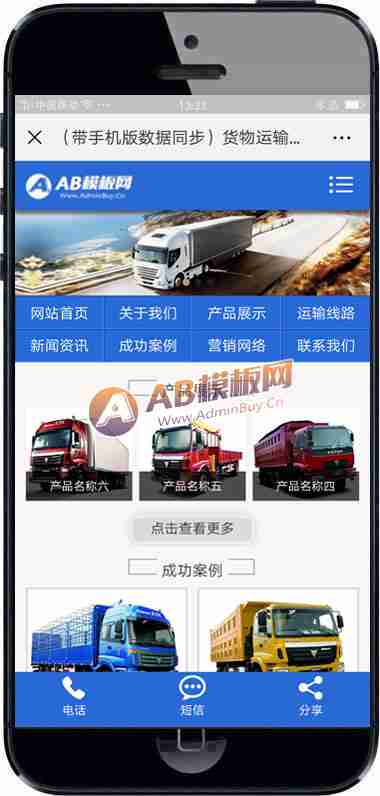 中国移动
13:21
（带手机版数据同步）货物运输...
AB模板网
Www.AdminBuy.Cn
网站首页 关于我们 产品展示 运输线路
新闻资讯 成功案例 营销网络 联系我们
AB模板网
www.AdminBuy.Cn
产品名称六 产品名称五 产品名称四
点击查看更多
成功案例
电话 短信 分享